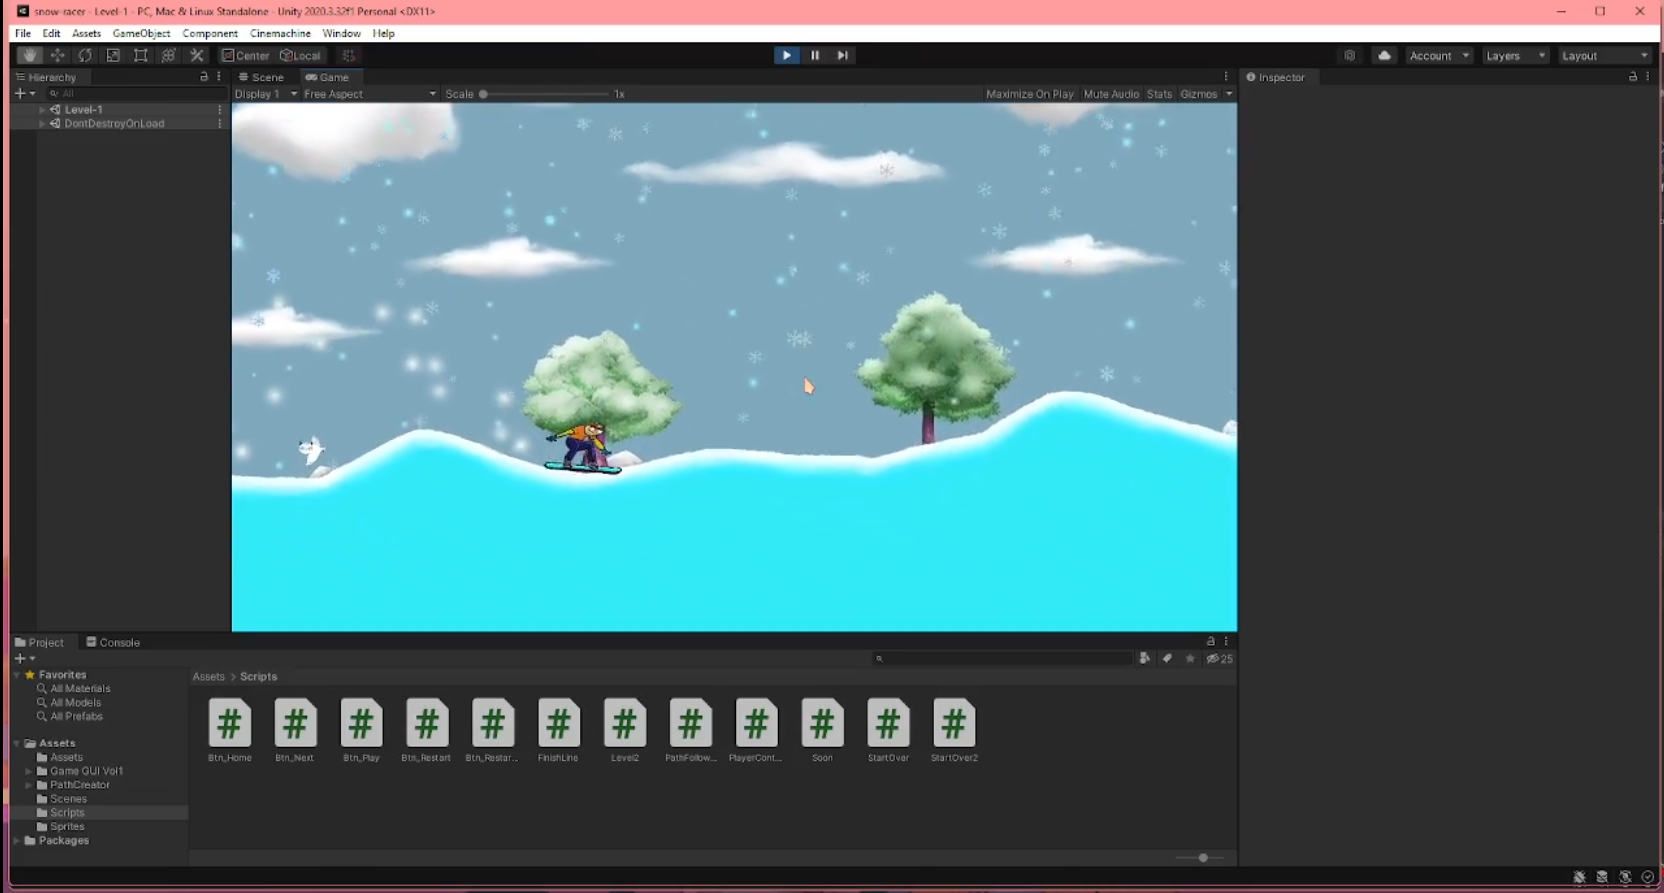 snow-racer - Level-1 - PC, Mac & Linux Standalone - Unity 2020.3.32f1 Personal <DX11>
File Edit Assets GameObject Component Cinemachine Window Help
Center Local Account Layers Layout
Hierarchy Scene Game Inspector
All Display 1 Free Aspect Scale 1x Maximize On Play Mute Audio Stats Gizmos
Level-1
DontDestroyOnLoad
Project Console
25
Favorites
All Materials
All Models
All Prefabs
Assets
Assets
Game GUI Vol1
PathCreator
Scenes
Scripts
Sprites
Packages
Assets > Scripts
Btn_Home Btn_Next Btn_Play Btn_Restart Btn_Restar... FinishLine Level2 PathFollow... PlayerCont... Soon StartOver StartOver2